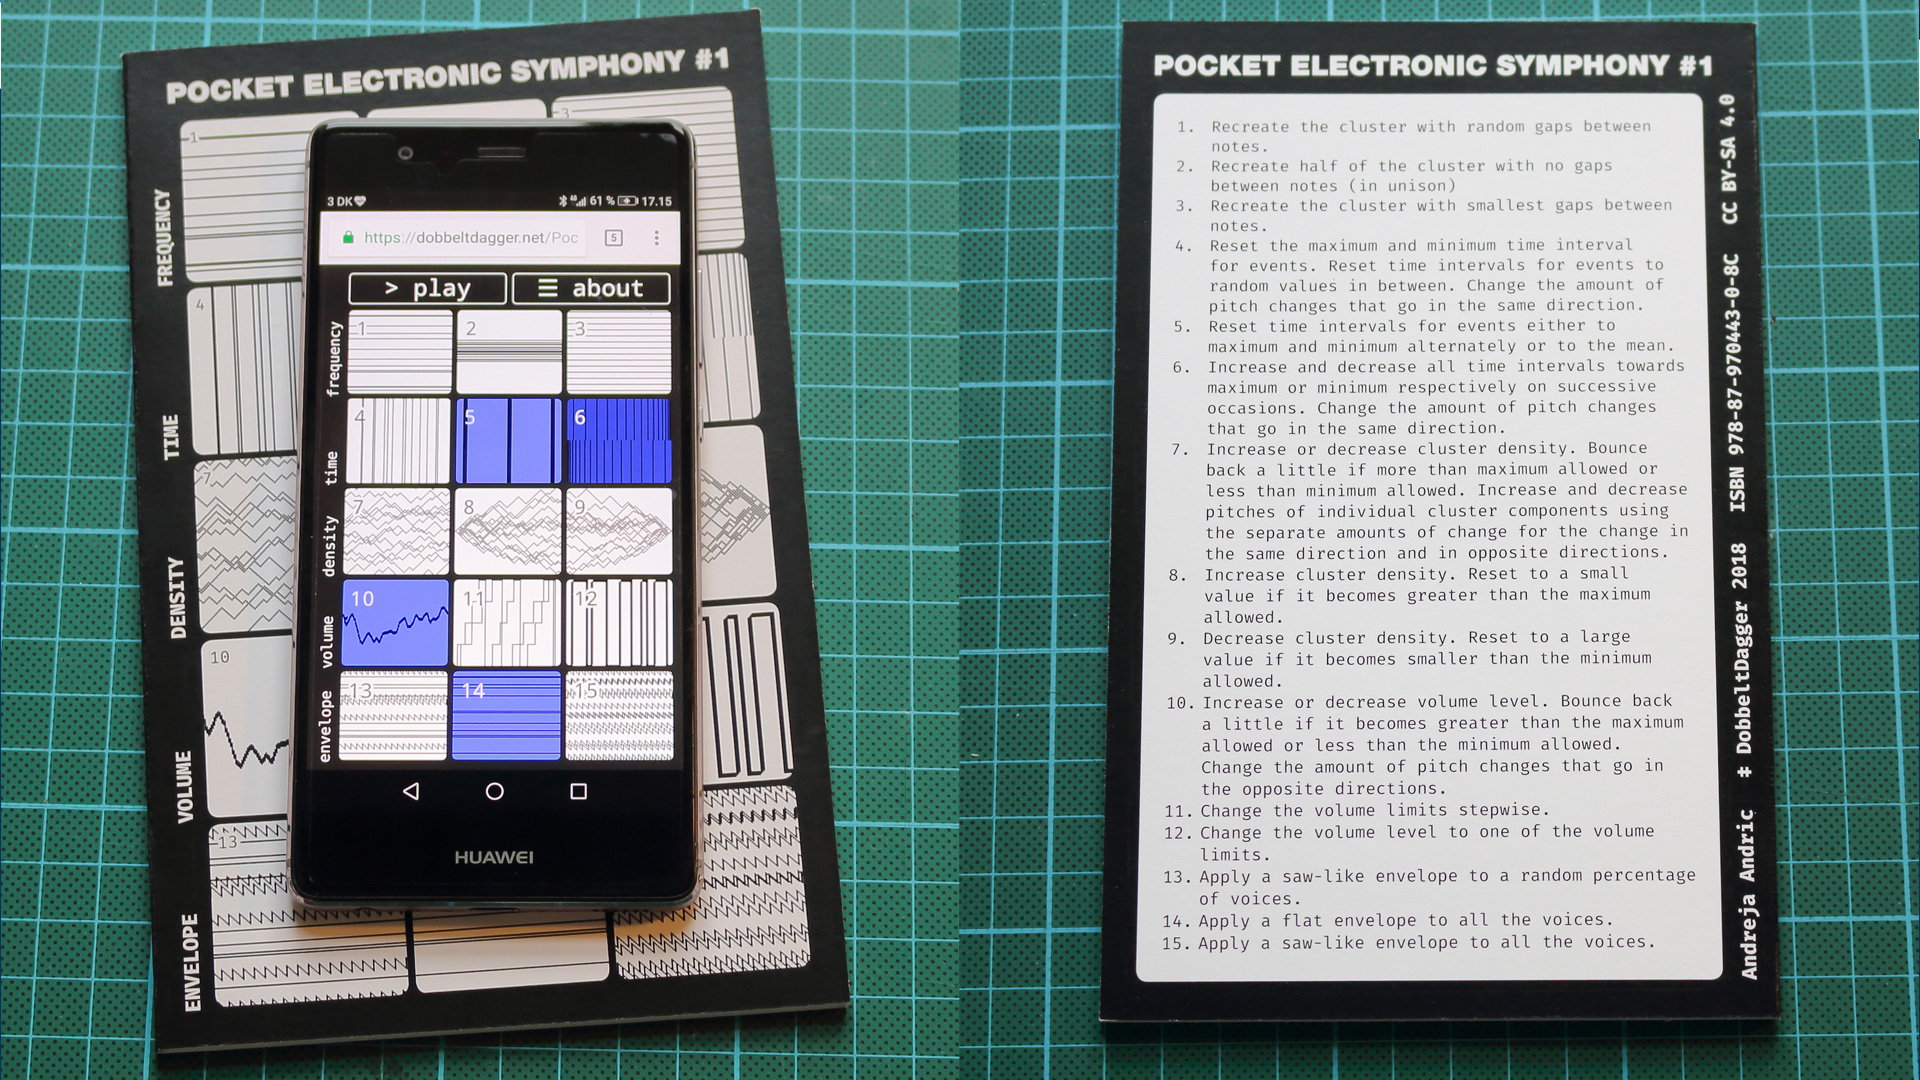 POCKET ELECTRONIC SYMPHONY #1
1
3
FREQUENCY
4
TIME
7
DENSITY
10
VOLUME
13
ENVELOPE
3 DK
61 %
17.15
https://dobbeltdagger.net/Poc
5
> play
☰ about
frequency
1
2
3
time
4
5
6
density
7
8
9
volume
10
11
12
envelope
13
14
15
HUAWEI
POCKET ELECTRONIC SYMPHONY #1
1. Recreate the cluster with random gaps between
notes.
2. Recreate half of the cluster with no gaps
between notes (in unison)
3. Recreate the cluster with smallest gaps between
notes.
4. Reset the maximum and minimum time interval
for events. Reset time intervals for events to
random values in between. Change the amount of
pitch changes that go in the same direction.
5. Reset time intervals for events either to
maximum and minimum alternately or to the mean.
6. Increase and decrease all time intervals towards
maximum or minimum respectively on successive
occasions. Change the amount of pitch changes
that go in the same direction.
7. Increase or decrease cluster density. Bounce
back a little if more than maximum allowed or
less than minimum allowed. Increase and decrease
pitches of individual cluster components using
the separate amounts of change for the change in
the same direction and in opposite directions.
8. Increase cluster density. Reset to a small
value if it becomes greater than the maximum
allowed.
9. Decrease cluster density. Reset to a large
value if it becomes smaller than the minimum
allowed.
10. Increase or decrease volume level. Bounce back
a little if it becomes greater than the maximum
allowed or less than the minimum allowed.
Change the amount of pitch changes that go in
the opposite directions.
11. Change the volume limits stepwise.
12. Change the volume level to one of the volume
limits.
13. Apply a saw-like envelope to a random percentage
of voices.
14. Apply a flat envelope to all the voices.
15. Apply a saw-like envelope to all the voices.
Andreja Andric ‡ DobbeltDagger 2018 ISBN 978-87-970443-0-8C CC BY-SA 4.0